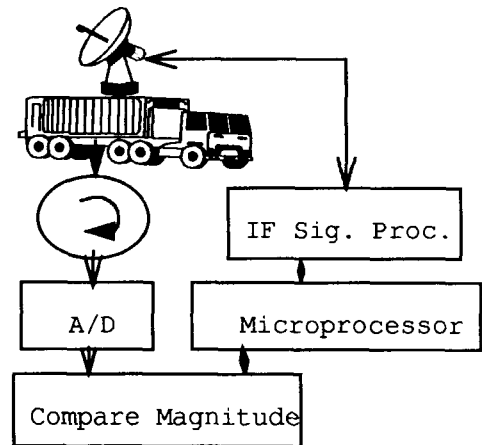 IF Sig. Proc.
A/D
Microprocessor
Compare Magnitude